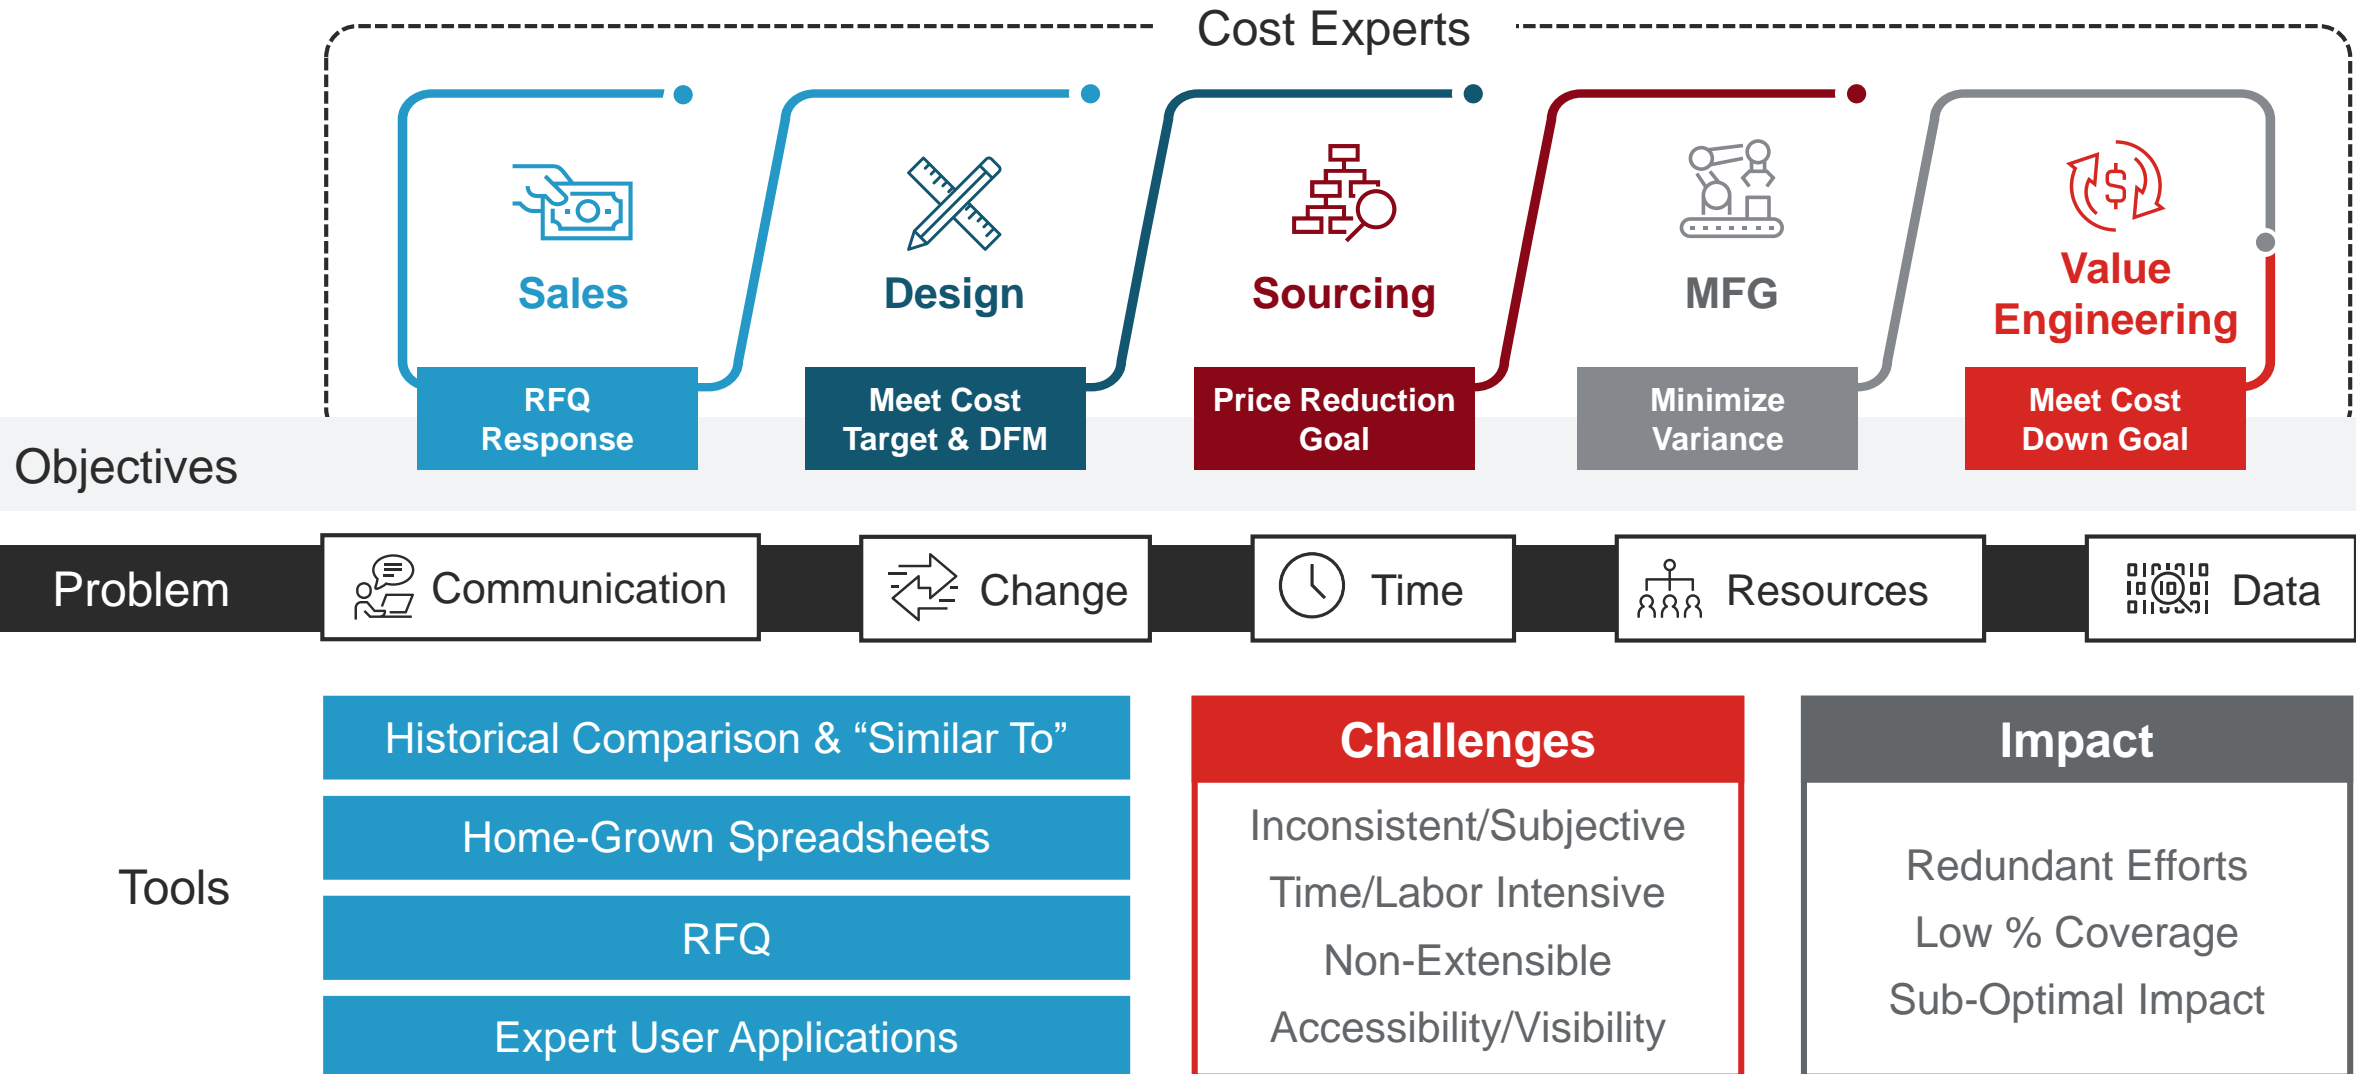 Cost Experts
Sales
Design
Sourcing
MFG
Value
Engineering
RFQ
Response
Meet Cost
Target & DFM
Price Reduction
Goal
Minimize
Variance
Meet Cost
Down Goal
Objectives
Problem
Communication
Change
Time
Resources
Data
Tools
Historical Comparison & “Similar To”
Home-Grown Spreadsheets
RFQ
Expert User Applications
Challenges
Inconsistent/Subjective
Time/Labor Intensive
Non-Extensible
Accessibility/Visibility
Impact
Redundant Efforts
Low % Coverage
Sub-Optimal Impact